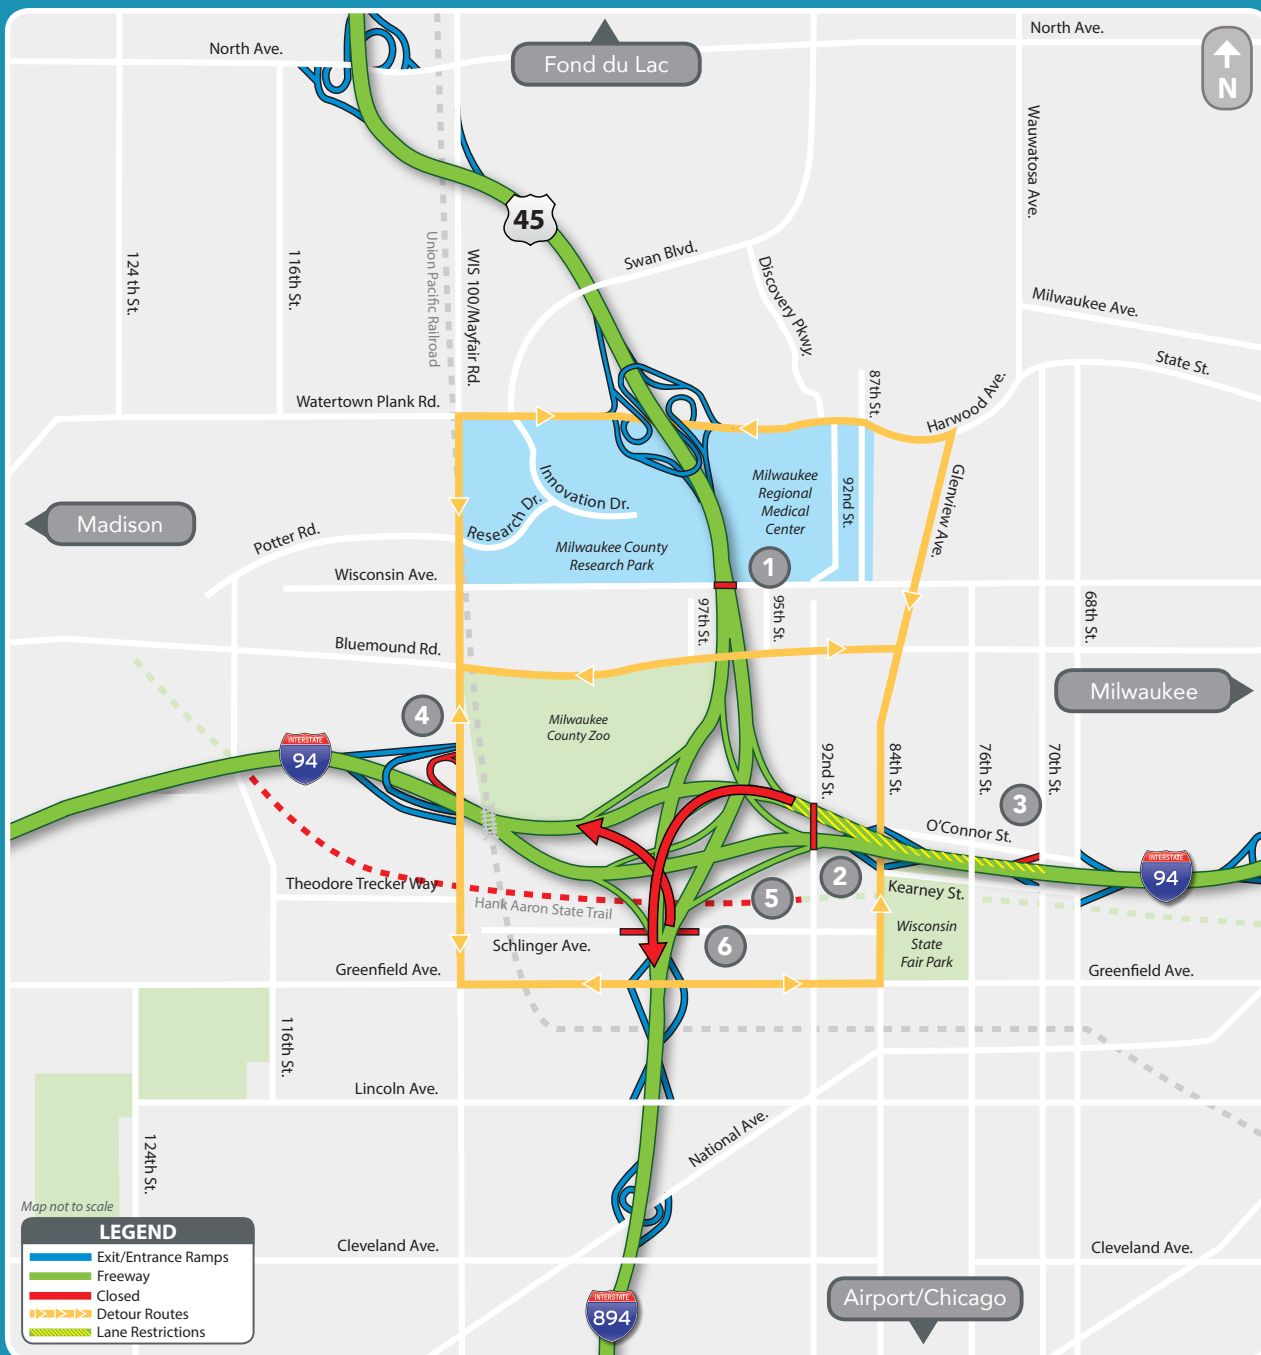 North Ave.
Fond du Lac
North Ave.
N
Wauwatosa Ave.
45
124 th St.
116th St.
Union Pacific Railroad
WIS 100/Mayfair Rd.
Swan Blvd.
Discovery Pkwy.
Milwaukee Ave.
State St.
87th St.
Harwood Ave.
Watertown Plank Rd.
Madison
Innovation Dr.
Research Dr.
Milwaukee
Regional
Medical
Center
92nd St.
Glenview Ave.
Potter Rd.
Milwaukee County
Research Park
Wisconsin Ave.
1
97th St.
95th St.
68th St.
Bluemound Rd.
Milwaukee
4
Milwaukee
County Zoo
INTERSTATE
94
92nd St.
84th St.
76th St.
70th St.
3
O'Connor St.
INTERSTATE
94
2
Theodore Trecker Way
Hank Aaron State Trail
5
Kearney St.
Wisconsin
State
Fair Park
Schlinger Ave.
6
Greenfield Ave.
Greenfield Ave.
116th St.
Lincoln Ave.
National Ave.
124th St.
Map not to scale
LEGEND
Exit/Entrance Ramps
Freeway
Closed
Detour Routes
Lane Restrictions
Cleveland Ave.
Cleveland Ave.
INTERSTATE
894
Airport/Chicago